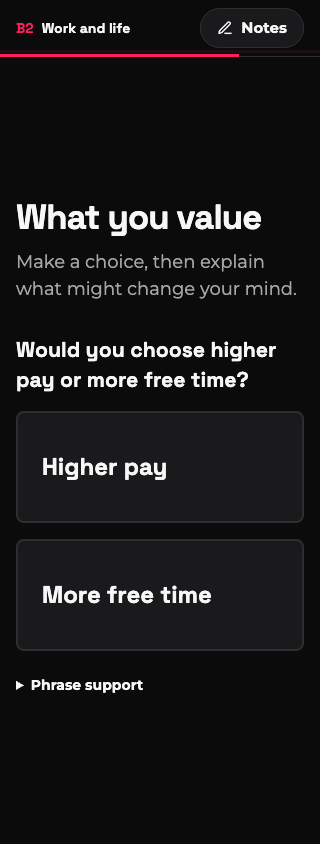 B2 Work and life
Notes
What you value
Make a choice, then explain
what might change your mind.
Would you choose higher
pay or more free time?
Higher pay
More free time
Phrase support